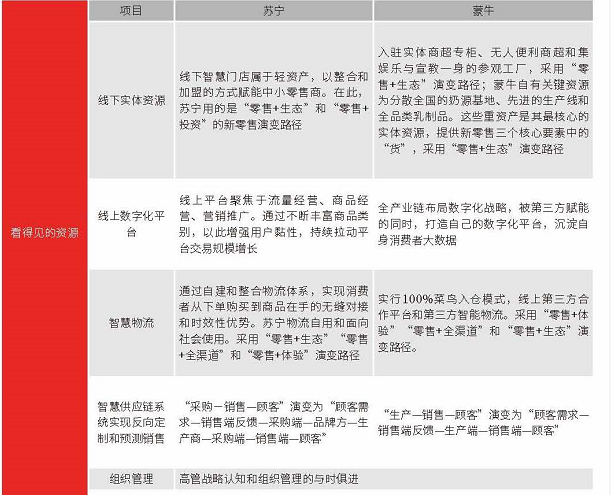 项目
苏宁
蒙牛
看得见的资源
线下实体资源
线下智慧门店属于轻资产，以整合和
加盟的方式赋能中小零售商。在此，
苏宁用的是“零售+生态”和“零售+
投资”的新零售演变路径
入驻实体商超专柜、无人便利商超和集
娱乐与宣教一身的参观工厂，采用“零
售+生态”演变路径；蒙牛自有关键资源
为分散全国的奶源基地、先进的生产线和
全品类乳制品。这些重资产是其最核心的
实体资源，提供新零售三个核心要素中的
“货”，采用“零售+生态”演变路径
线上数字化平
台
线上平台聚焦于流量经营、商品经
营、营销推广。通过不断丰富商品类
别，以此增强用户黏性，持续拉动平
台交易规模增长
全产业链布局数字化战略，被第三方赋能
的同时，打造自己的数字化平台，沉淀自
身消费者大数据
智慧物流
通过自建和整合物流体系，实现消费
者从下单购买到商品在手的无缝对接
和时效性优势。苏宁物流自用和面向
社会使用。采用“零售+生态”“零售
+全渠道”和“零售+体验”演变路径
实行100%菜鸟入仓模式，线上第三方合
作平台和第三方智能物流。采用“零售+体
验”“零售+全渠道”和“零售+生态”演
变路径。
智慧供应链系
统实现反向定
制和预测销售
“采购—销售—顾客”演变为“顾客需
求—销售端反馈—采购端—品牌方—生
产商—采购端—销售端—顾客”
“生产—销售—顾客”演变为“顾客需求—
销售端反馈—生产端—销售端—顾客”
组织管理
高管战略认知和组织管理的与时俱进